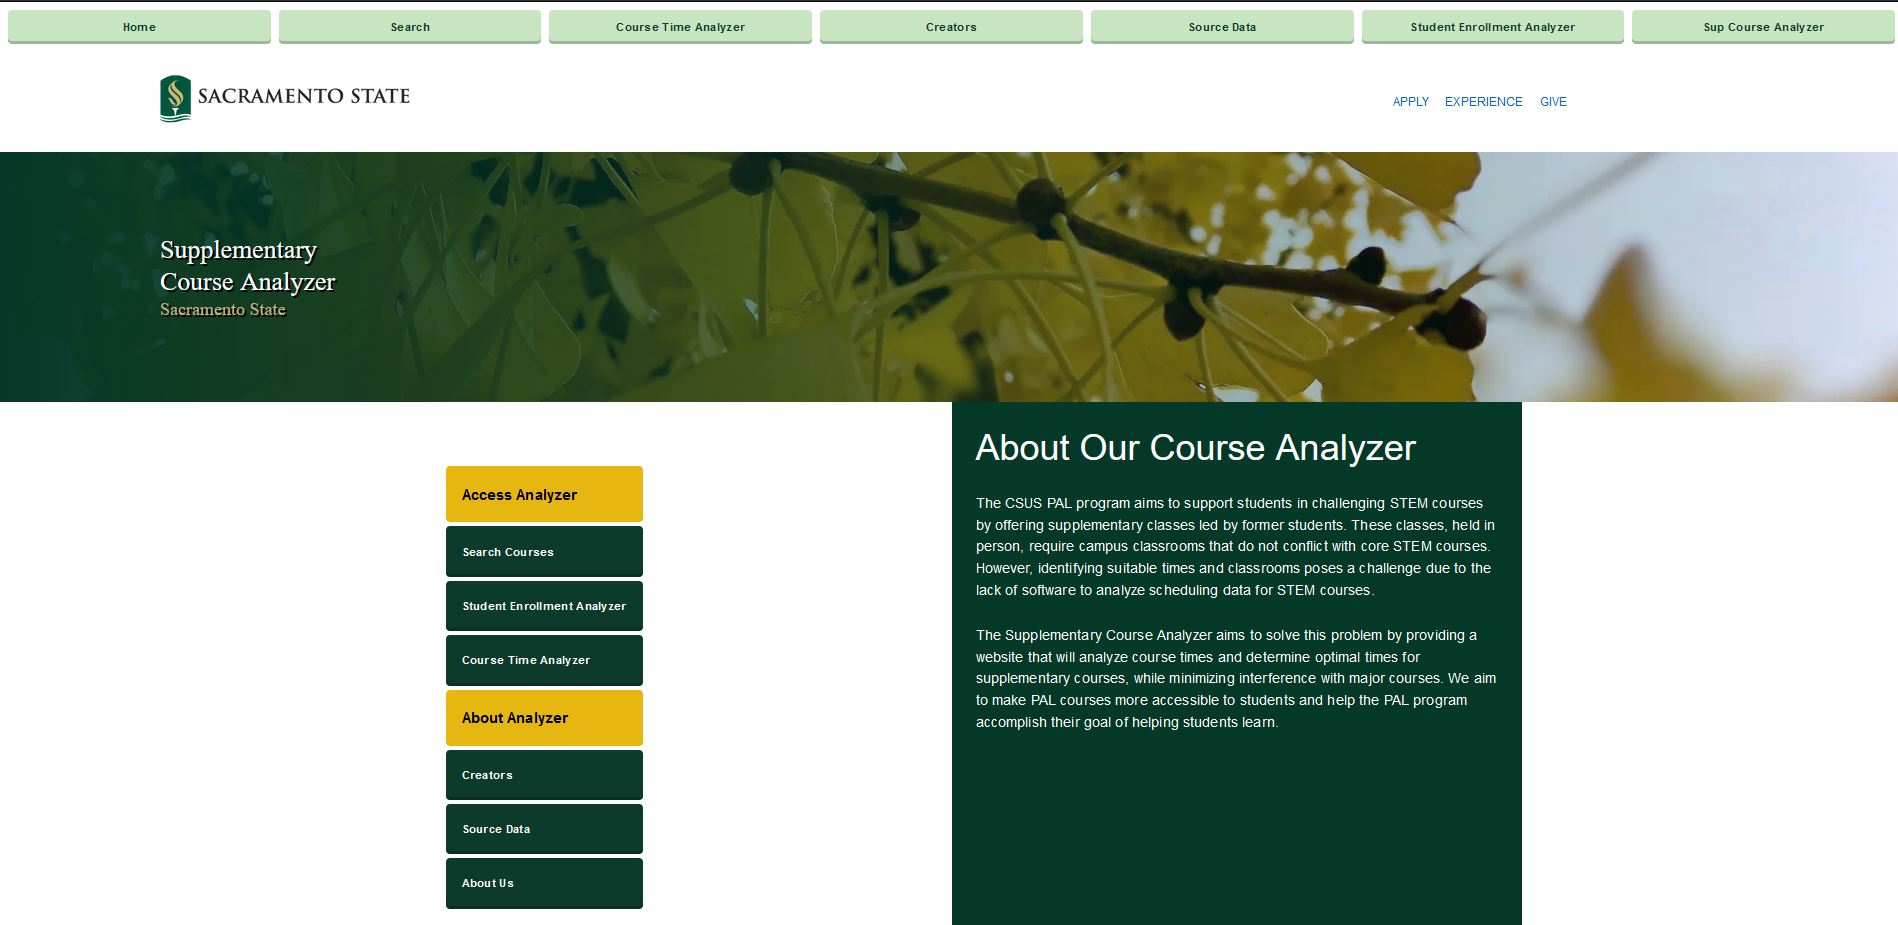 Home Search Course Time Analyzer Creators Source Data Student Enrollment Analyzer Sup Course Analyzer
SACRAMENTO STATE
APPLY EXPERIENCE GIVE
Supplementary
Course Analyzer
Sacramento State
Access Analyzer
Search Courses
Student Enrollment Analyzer
Course Time Analyzer
About Analyzer
Creators
Source Data
About Us
About Our Course Analyzer
The CSUS PAL program aims to support students in challenging STEM courses
by offering supplementary classes led by former students. These classes, held in
person, require campus classrooms that do not conflict with core STEM courses.
However, identifying suitable times and classrooms poses a challenge due to the
lack of software to analyze scheduling data for STEM courses.
The Supplementary Course Analyzer aims to solve this problem by providing a
website that will analyze course times and determine optimal times for
supplementary courses, while minimizing interference with major courses. We aim
to make PAL courses more accessible to students and help the PAL program
accomplish their goal of helping students learn.